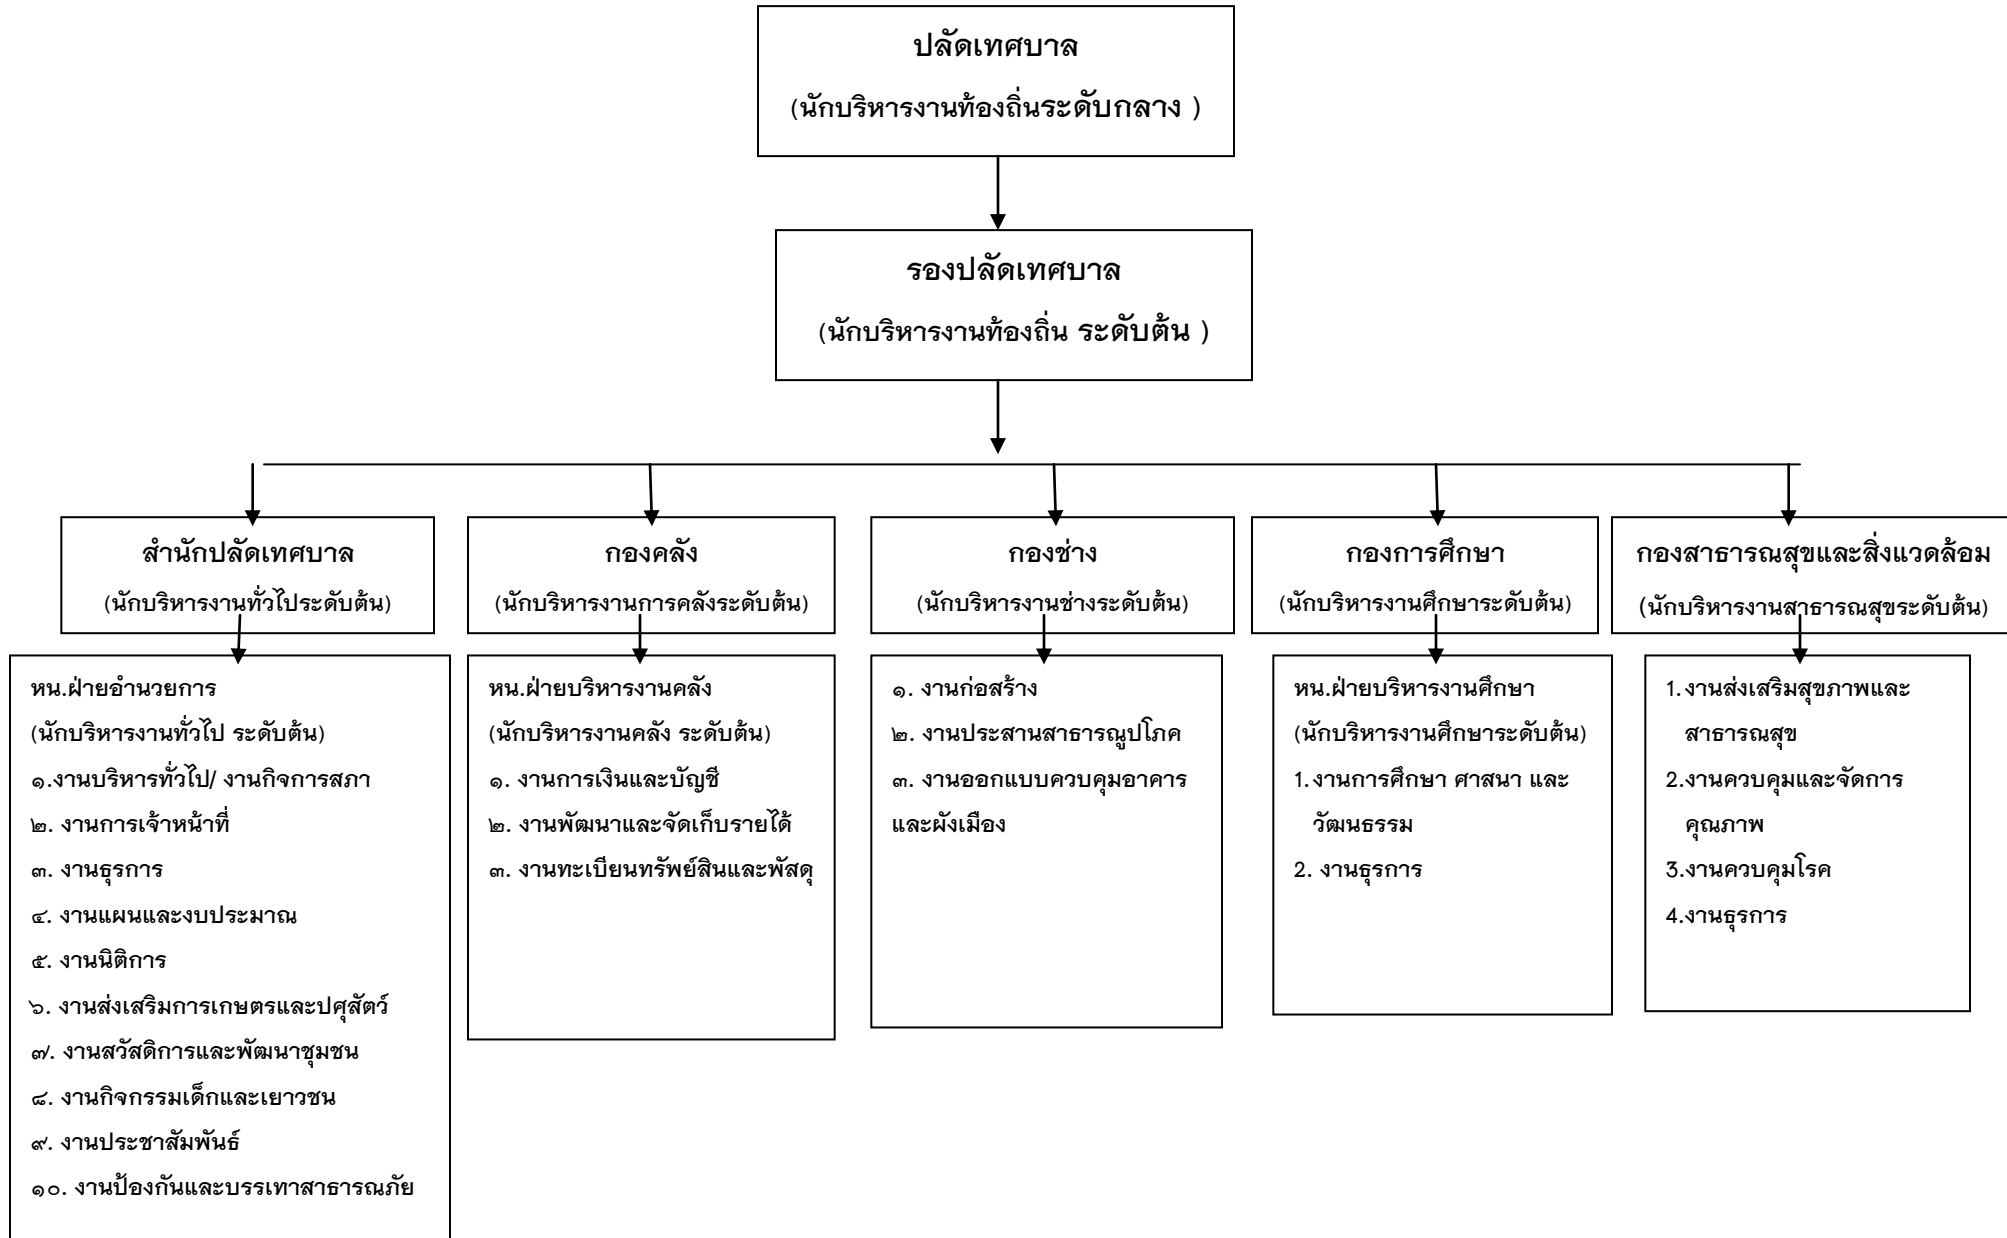 ปลัดเทศบาล
(นักบริหารงานท้องถิ่นระดับกลาง )
รองปลัดเทศบาล
(นักบริหารงานท้องถิ่น ระดับต้น )
สำนักปลัดเทศบาล
(นักบริหารงานทั่วไประดับต้น)
กองคลัง
(นักบริหารงานการคลังระดับต้น)
กองช่าง
(นักบริหารงานช่างระดับต้น)
กองการศึกษา
(นักบริหารงานศึกษาระดับต้น)
กองสาธารณสุขและสิ่งแวดล้อม
(นักบริหารงานสาธารณสุขระดับต้น)
หน.ฝ่ายอำนวยการ
(นักบริหารงานทั่วไป ระดับต้น)
๑.งานบริหารทั่วไป/ งานกิจการสภา
๒. งานการเจ้าหน้าที่
๓. งานธุรการ
๔. งานแผนและงบประมาณ
๕. งานนิติการ
๖. งานส่งเสริมการเกษตรและปศุสัตว์
๗. งานสวัสดิการและพัฒนาชุมชน
๘. งานกิจกรรมเด็กและเยาวชน
๙. งานประชาสัมพันธ์
๑๐. งานป้องกันและบรรเทาสาธารณภัย
หน.ฝ่ายบริหารงานคลัง
(นักบริหารงานคลัง ระดับต้น)
๑. งานการเงินและบัญชี
๒. งานพัฒนาและจัดเก็บรายได้
๓. งานทะเบียนทรัพย์สินและพัสดุ
๑. งานก่อสร้าง
๒. งานประสานสาธารณูปโภค
๓. งานออกแบบควบคุมอาคาร
และผังเมือง
หน.ฝ่ายบริหารงานศึกษา
(นักบริหารงานศึกษาระดับต้น)
1.งานการศึกษา ศาสนา และ
วัฒนธรรม
2. งานธุรการ
1.งานส่งเสริมสุขภาพและ
สาธารณสุข
2.งานควบคุมและจัดการ
คุณภาพ
3.งานควบคุมโรค
4.งานธุรการ